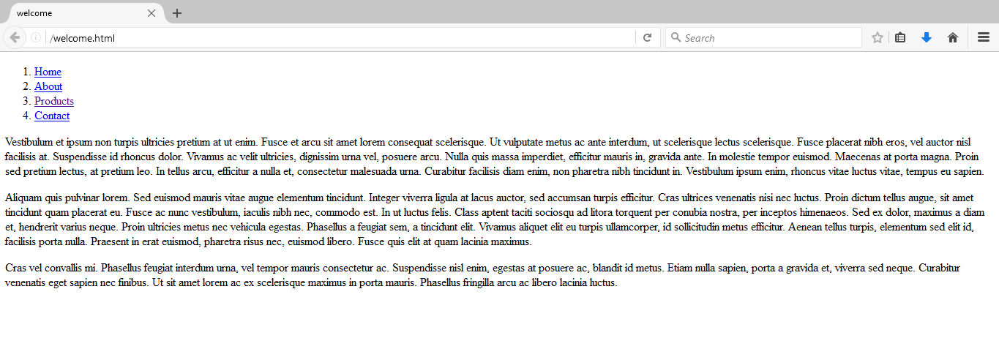 welcome
/welcome.html
Search
1. Home
2. About
3. Products
4. Contact
Vestibulum et ipsum non turpis ultricies pretium at ut enim. Fusce et arcu sit amet lorem consequat scelerisque. Ut vulputate metus ac ante interdum, ut scelerisque lectus scelerisque. Fusce placerat nibh eros, vel auctor nisl
facilisis at. Suspendisse id rhoncus dolor. Vivamus ac velit ultricies, dignissim urna vel, posuere arcu. Nulla quis massa imperdiet, efficitur mauris in, gravida ante. In molestie tempor euismod. Maecenas at porta magna. Proin
sed pretium lectus, at pretium leo. In tellus arcu, efficitur a nulla et, consectetur malesuada urna. Curabitur facilisis diam enim, non pharetra nibh tincidunt in. Vestibulum ipsum enim, rhoncus vitae luctus vitae, tempus eu sapien.
Aliquam quis pulvinar lorem. Sed euismod mauris vitae augue elementum tincidunt. Integer viverra ligula at lacus auctor, sed accumsan turpis efficitur. Cras ultrices venenatis nisi nec luctus. Proin dictum tellus augue, sit amet
tincidunt quam placerat eu. Fusce ac nunc vestibulum, iaculis nibh nec, commodo est. In ut luctus felis. Class aptent taciti sociosqu ad litora torquent per conubia nostra, per inceptos himenaeos. Sed ex dolor, maximus a diam
et, hendrerit varius neque. Proin ultricies metus nec vehicula egestas. Phasellus a feugiat sem, a tincidunt elit. Vivamus aliquet elit eu turpis ullamcorper, id sollicitudin metus efficitur. Aenean tellus turpis, elementum sed elit id,
facilisis porta nulla. Praesent in erat euismod, pharetra risus nec, euismod libero. Fusce quis elit at quam lacinia maximus.
Cras vel convallis mi. Phasellus feugiat interdum urna, vel tempor mauris consectetur ac. Suspendisse nisl enim, egestas at posuere ac, blandit id metus. Etiam nulla sapien, porta a gravida et, viverra sed neque. Curabitur
venenatis eget sapien nec finibus. Ut sit amet lorem ac ex scelerisque maximus in porta mauris. Phasellus fringilla arcu ac libero lacinia luctus.